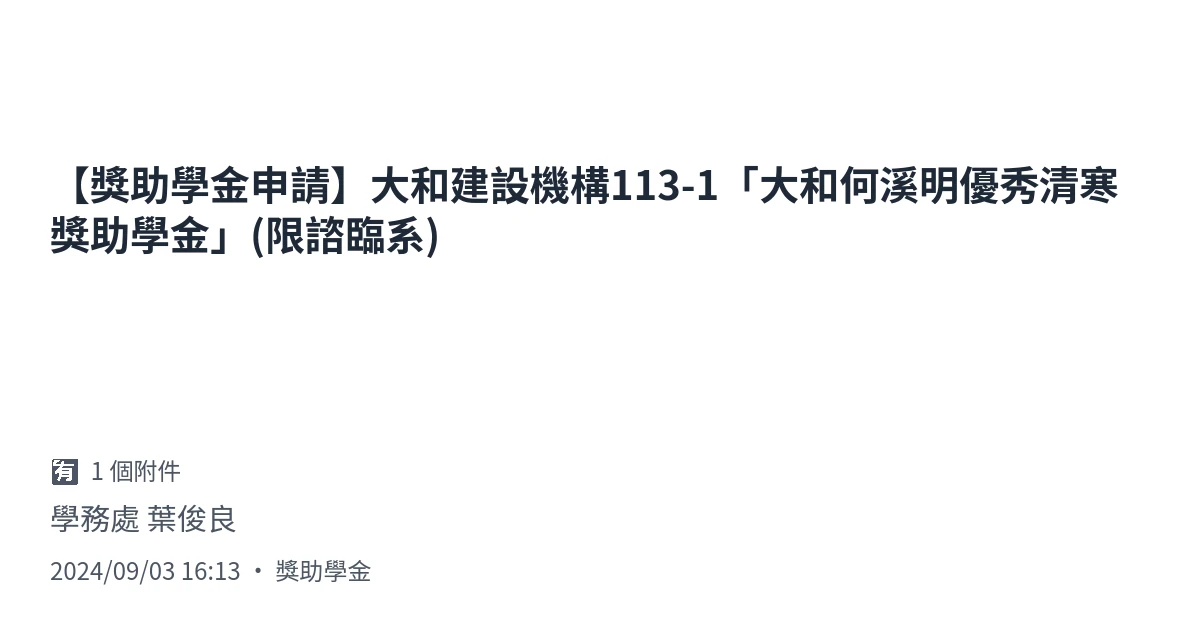 【獎助學金申請】大和建設機構113-1「大和何溪明優秀清寒
獎助學金」(限諮臨系)
有 1 個附件
學務處 葉俊良
2024/09/03 16:13 • 獎助學金